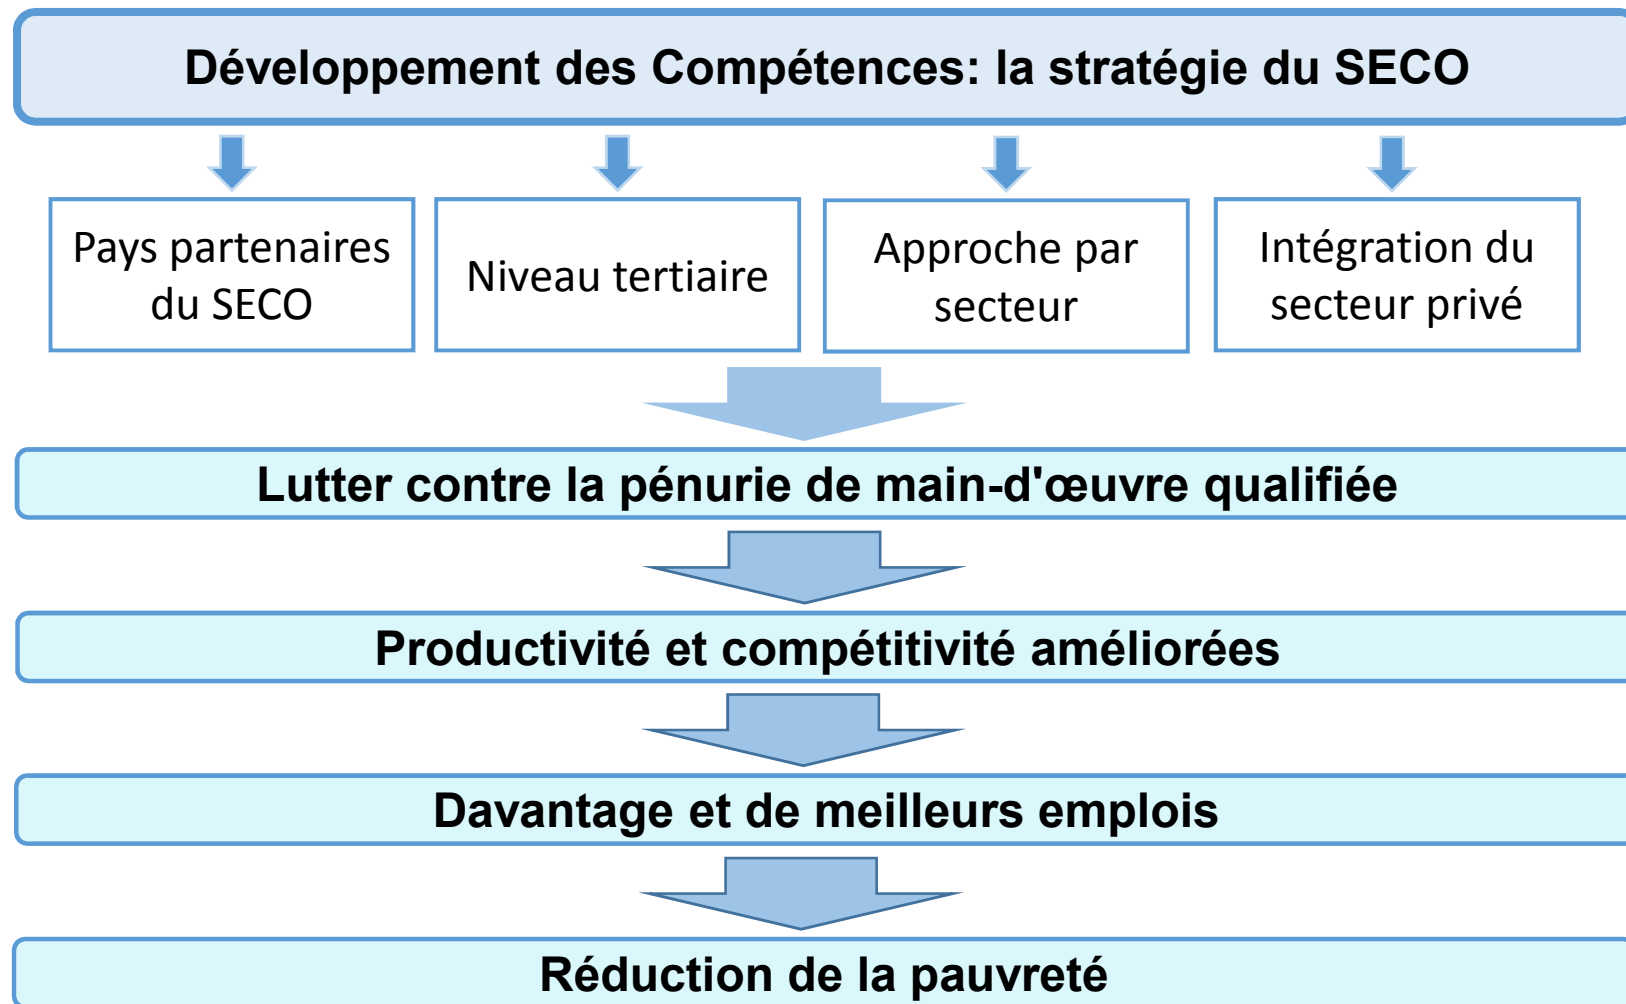 Développement des Compétences: la stratégie du SECO
Pays partenaires
du SECO
Niveau tertiaire
Approche par
secteur
Intégration du
secteur privé
Lutter contre la pénurie de main-d'œuvre qualifiée
Productivité et compétitivité améliorées
Davantage et de meilleurs emplois
Réduction de la pauvreté